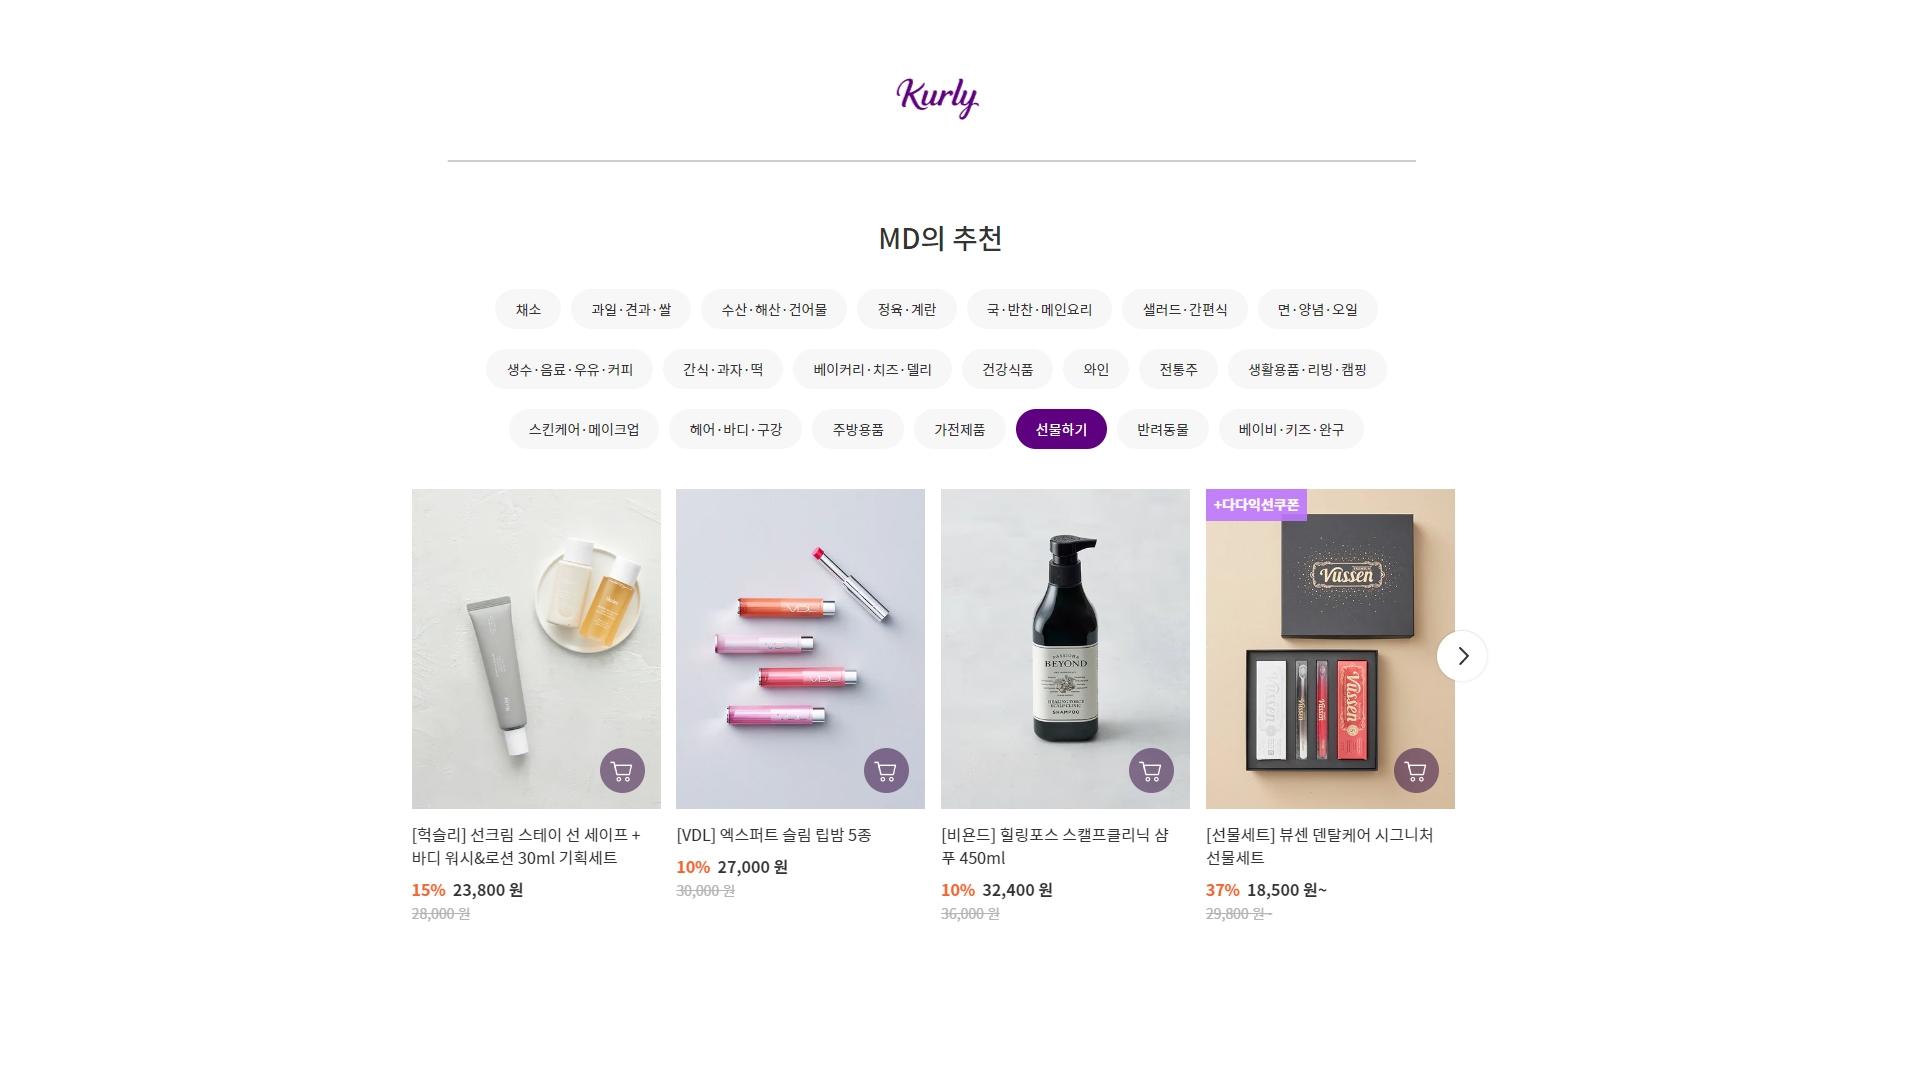 Kurly
MD의 추천
채소 과일·견과·쌀 수산·해산·건어물 정육·계란 국·반찬·메인요리 샐러드·간편식 면·양념·오일
생수·음료·우유·커피 간식·과자·떡 베이커리·치즈·델리 건강식품 와인 전통주 생활용품·리빙·캠핑
스킨케어·메이크업 헤어·바디·구강 주방용품 가전제품 선물하기 반려동물 베이비·키즈·완구
+다다익선쿠폰
Vussen
VDL
BEYOND
SHAMPOO
Vussen
Vussen
[헉슬리] 선크림 스테이 선 세이프 +
바디 워시&로션 30ml 기획세트
15% 23,800 원
28,000 원
[VDL] 엑스퍼트 슬림 립밤 5종
10% 27,000 원
30,000 원
[비욘드] 힐링포스 스캘프클리닉 샴
푸 450ml
10% 32,400 원
36,000 원
[선물세트] 뷰센 덴탈케어 시그니처
선물세트
37% 18,500 원~
29,800 원~